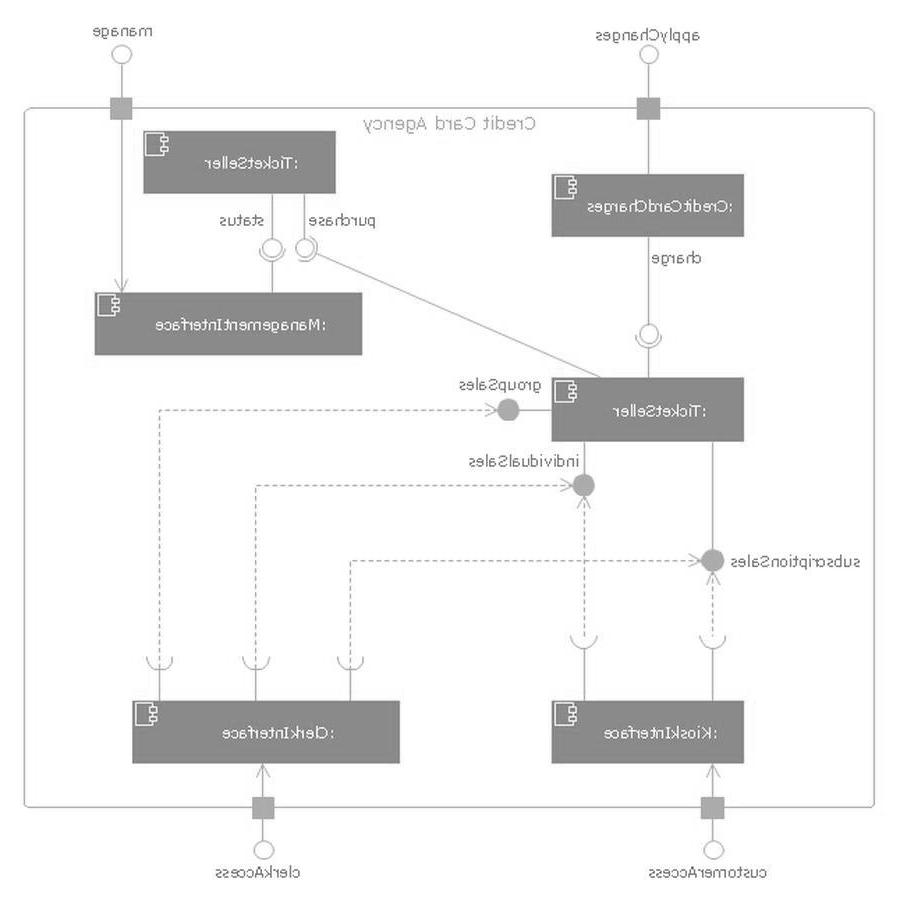 manage
applyChanges
Credit Card Agency
:TicketSeller
:CreditCardCharges
status
purchase
charge
:ManagementInterface
groupSales
:TicketSeller
individualSales
subscriptionSales
:ClerkInterface
:KioskInterface
clerkAccess
customerAccess